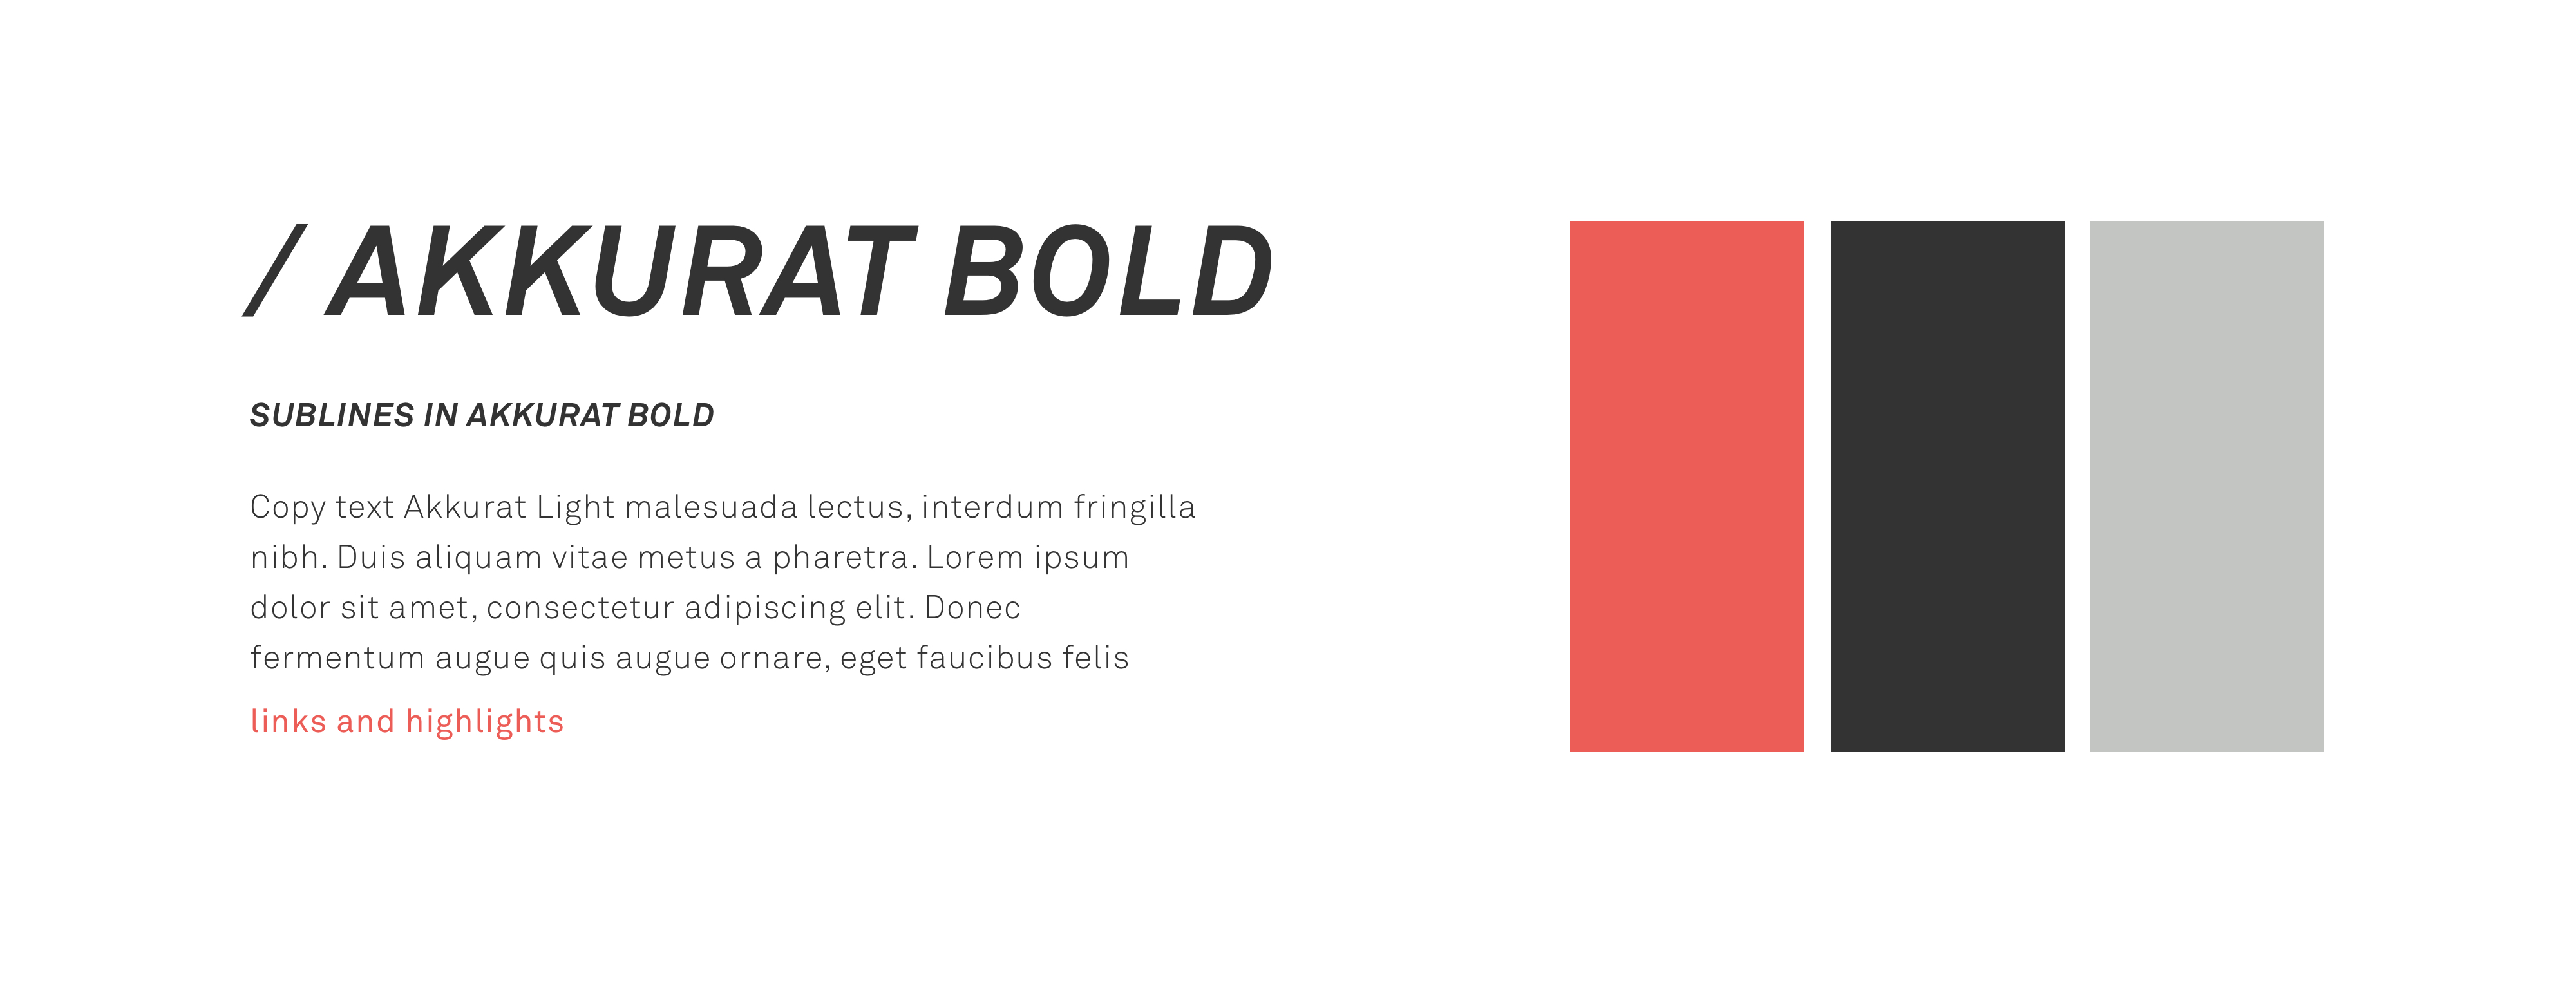 / AKKURAT BOLD
SUBLINES IN AKKURAT BOLD
Copy text Akkurat Light malesuada lectus, interdum fringilla
nibh. Duis aliquam vitae metus a pharetra. Lorem ipsum
dolor sit amet, consectetur adipiscing elit. Donec
fermentum augue quis augue ornare, eget faucibus felis
links and highlights